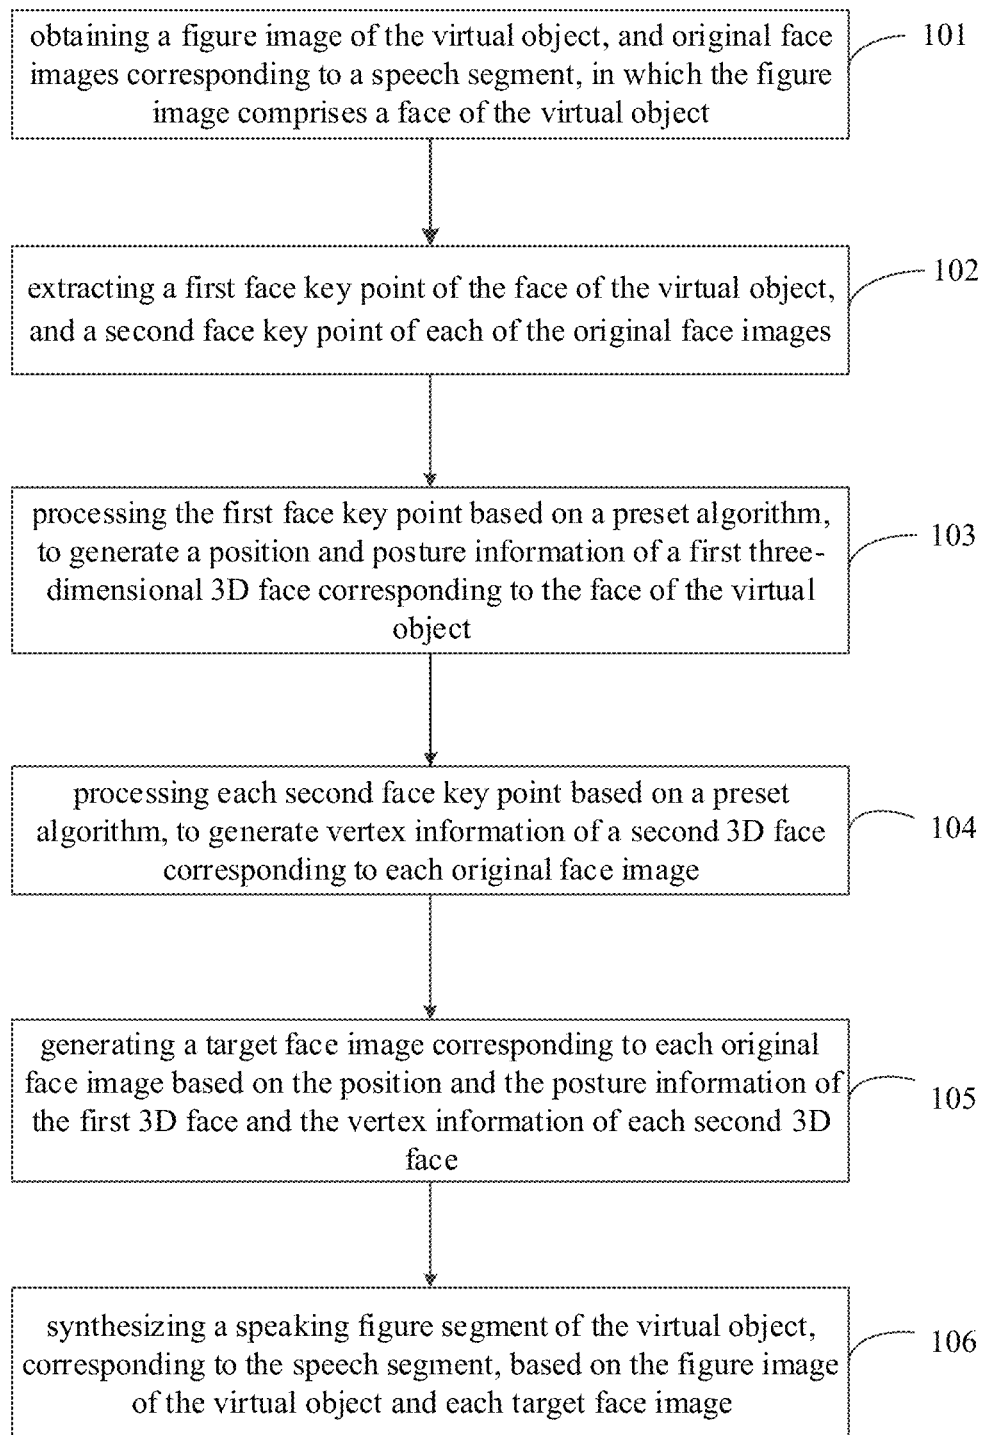 obtaining a figure image of the virtual object, and original face
images corresponding to a speech segment, in which the figure
image comprises a face of the virtual object
101
extracting a first face key point of the face of the virtual object,
and a second face key point of each of the original face images
102
processing the first face key point based on a preset algorithm,
to generate a position and posture information of a first three-
dimensional 3D face corresponding to the face of the virtual
object
103
processing each second face key point based on a preset
algorithm, to generate vertex information of a second 3D face
corresponding to each original face image
104
generating a target face image corresponding to each original
face image based on the position and the posture information of
the first 3D face and the vertex information of each second 3D
face
105
synthesizing a speaking figure segment of the virtual object,
corresponding to the speech segment, based on the figure image
of the virtual object and each target face image
106